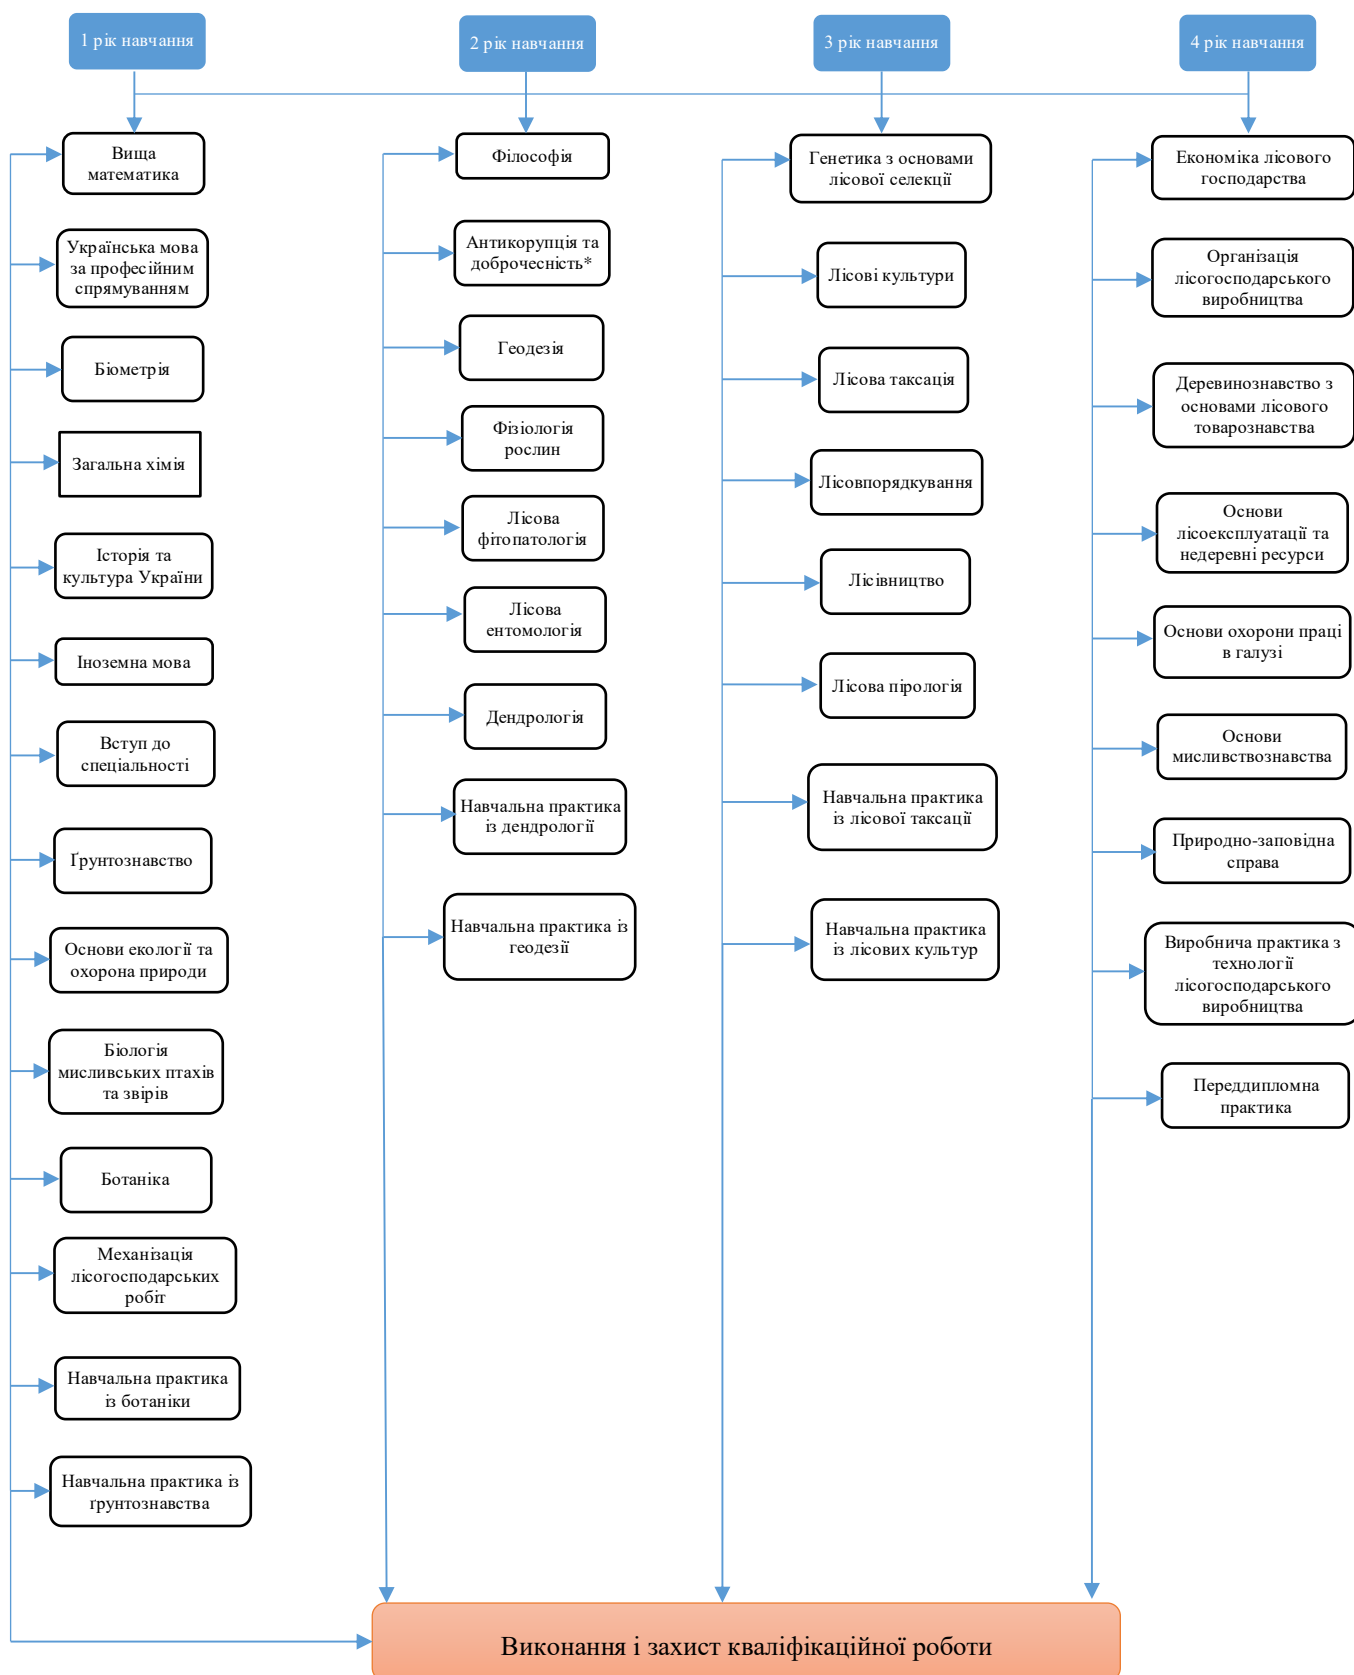 1 рік навчання
2 рік навчання
3 рік навчання
4 рік навчання
Вища
математика
Українська мова
за професійним
спрямуванням
Біометрія
Загальна хімія
Історія та
культура України
Іноземна мова
Вступ до
спеціальності
Ґрунтознавство
Основи екології та
охорона природи
Біологія
мисливських птахів
та звірів
Ботаніка
Механізація
лісогосподарських
робіт
Навчальна практика
із ботаніки
Навчальна практика із
ґрунтознавства
Філософія
Антикорупція та
доброчесність*
Геодезія
Фізіологія
рослин
Лісова
фітопатологія
Лісова
ентомологія
Дендрологія
Навчальна практика
із дендрології
Навчальна практика із
геодезії
Генетика з основами
лісової селекції
Лісові культури
Лісова таксація
Лісовпорядкування
Лісівництво
Лісова пірологія
Навчальна практика
із лісової таксації
Навчальна практика
із лісових культур
Економіка лісового
господарства
Організація
лісогосподарського
виробництва
Деревинознавство з
основами лісового
товарознавства
Основи
лісоексплуатації та
недеревні ресурси
Основи охорони праці
в галузі
Основи
мисливствознавства
Природно-заповідна
справа
Виробнича практика з
технології
лісогосподарського
виробництва
Переддипломна
практика
Виконання і захист кваліфікаційної роботи